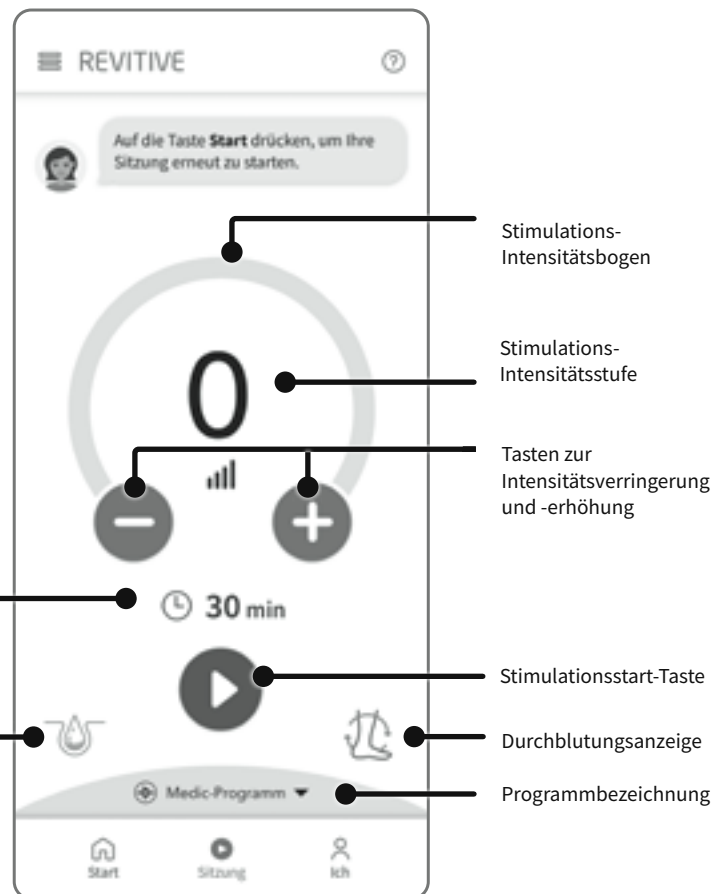 REVITIVE
?
Auf die Taste Start drücken, um Ihre
Sitzung erneut zu starten.
Stimulations-
Intensitätsbogen
Stimulations-
Intensitätsstufe
0
Tasten zur
Intensitätsverringerung
und -erhöhung
30 min
Stimulationsstart-Taste
Durchblutungsanzeige
Medic-Programm
Programmbezeichnung
Start
Sitzung
Ich